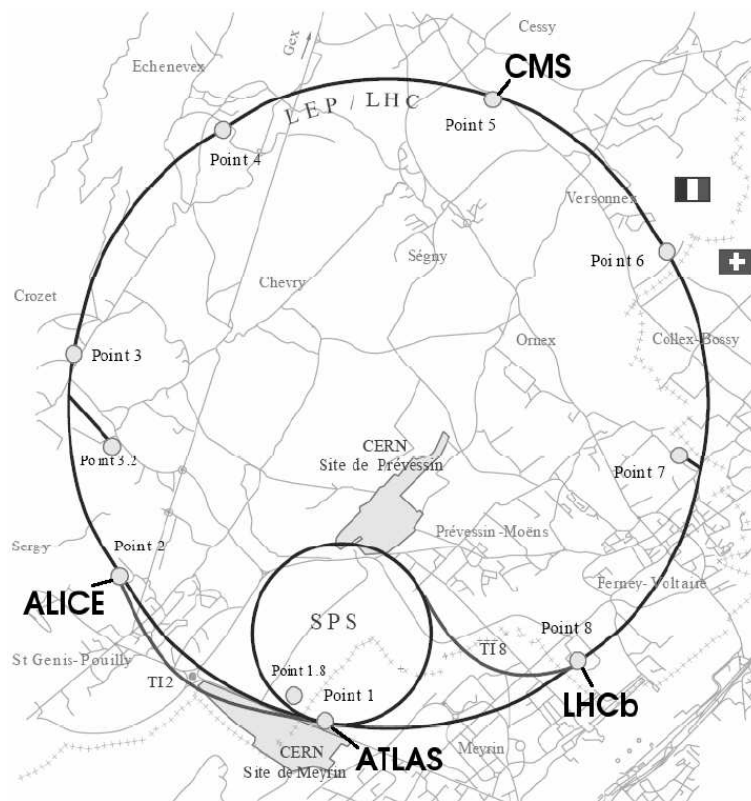 Cessy
Gex
CMS
Echenevex
LEP / LHC
Point 5
Point 4
Versonnex
Point 6
Ségny
Chevry
Crozet
Ornex
Collex-Bossy
Point 3
CERN
Site de Prévessin
Point 3.2
Point 7
Prévessin-Moëns
Sergy
Point 2
ALICE
Ferney-Voltaire
SPS
Point 8
St Genis-Pouilly
TI 8
TI 2
Point 1.8
Point 1
LHCb
CERN
Site de Meyrin
ATLAS
Meyrin